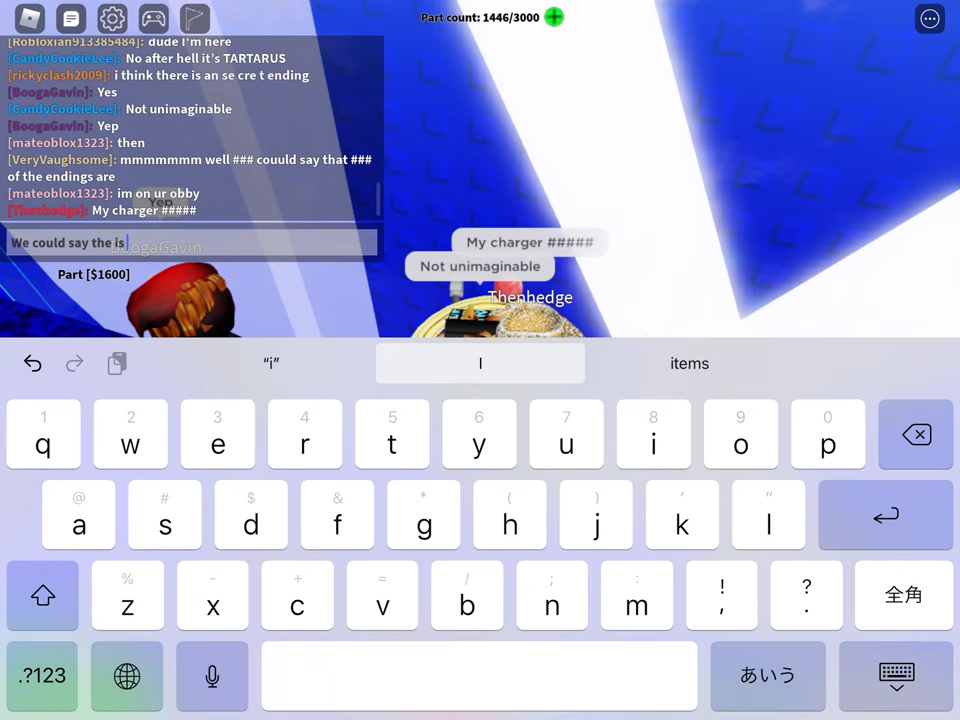 Part count: 1446/3000
[Robloxian913385484]: dude I'm here
[CandyCookieLee]: No after hell it's TARTARUS
[rickyclash2009]: i think there is an se cre t ending
[BoogaGavin]: Yes
[CandyCookieLee]: Not unimaginable
[BoogaGavin]: Yep
[mateoblox1323]: then
[VeryVaughsome]: mmmmmmm well ### couuld say that ###
of the endings are
[mateoblox1323]: im on ur obby
Yep
[Thenhedge]: My charger #####
We could say the is
BoogaGavin
My charger #####
Not unimaginable
Part [$1600]
Thenhedge
“i” I items
1 2 3 4 5 6 7 8 9 0
q w e r t y u i o p
@ # $ & * ( ) ' "
a s d f g h j k l
% - + = / ; : ! ?
z x c v b n m , . 全角
.?123 あいう